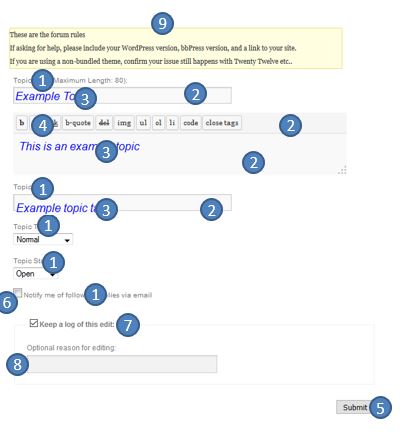 9
These are the forum rules
If asking for help, please include your WordPress version, bbPress version, and a link to your site.
If you are using a non-bundled theme, confirm your issue still happens with Twenty Twelve etc..
Topic 1 Maximum Length: 80):
Example To 3 2
b 4 k b-quote del img ul ol li code close tags 2
This is an exam 3 topic
2
Topic 1
Example topic ta 3 2
Topic T 1
Normal
Topic Sta 1
Open
6 Notify me of follow 1 lies via email
Keep a log of this edit: 7
Optional reason for editing:
8
Submit 5